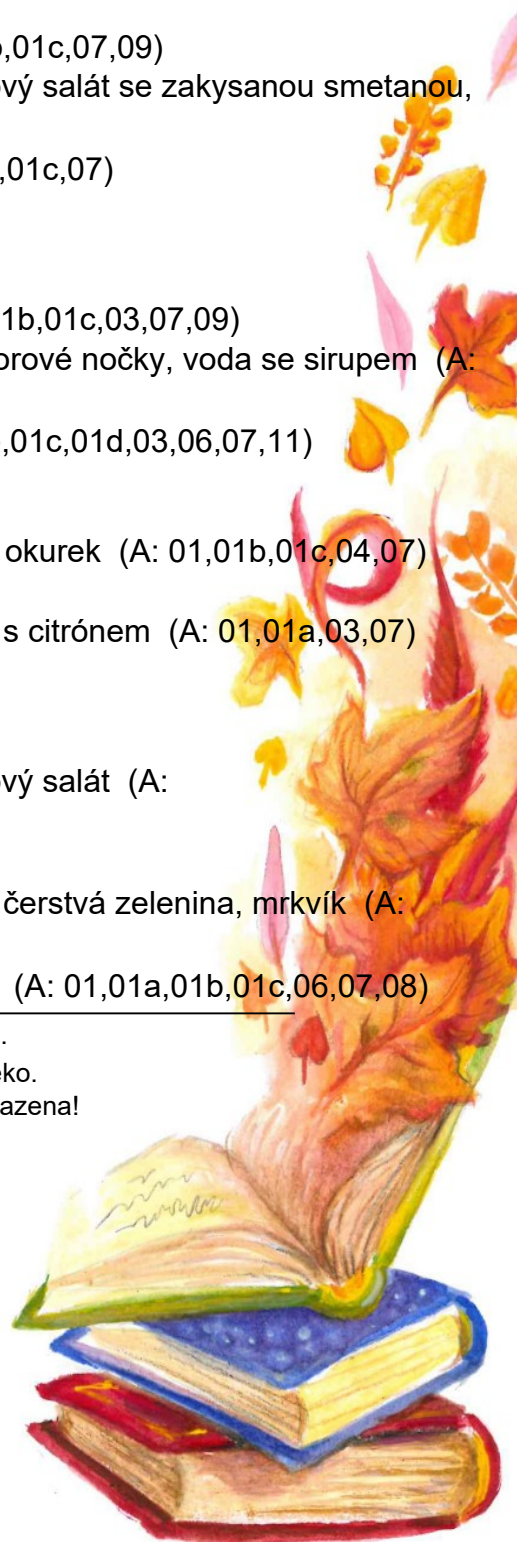 ,01c,07,09)
vý salát se zakysanou smetanou,
,01c,07)
1b,01c,03,07,09)
nočky, voda se sirupem (A:
,01c,01d,03,06,07,11)
okurek (A: 01,01b,01c,04,07)
s citrónem (A: 01,01a,03,07)
vý salát (A:
čerstvá zelenina, mrkvík (A:
(A: 01,01a,01b,01c,06,07,08)
.
ko.
azena!